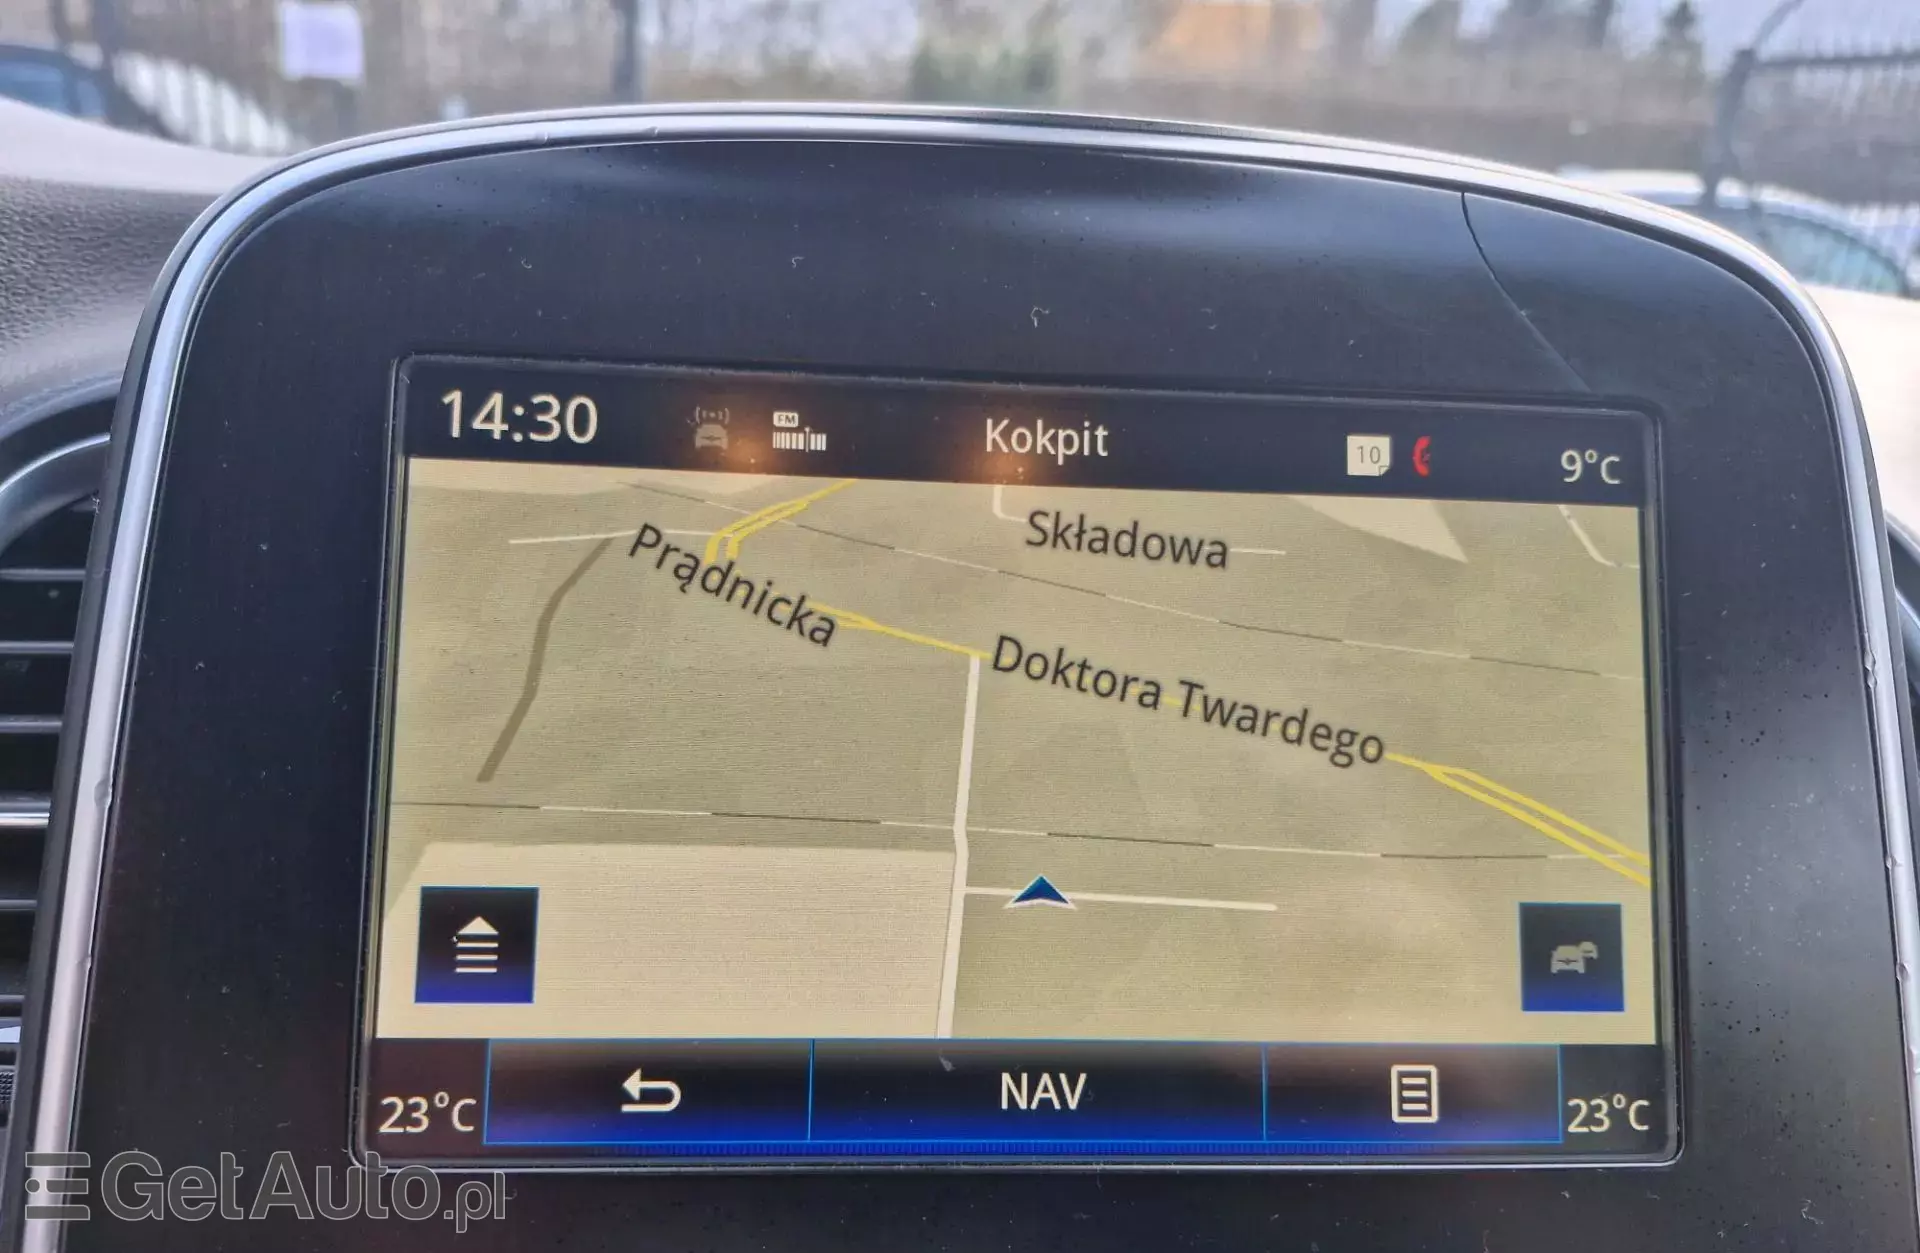 14:30
FM
Kokpit
10
9°C
Składowa
Prądnicka
Doktora Twardego
23°C
NAV
23°C
GetAuto.pl